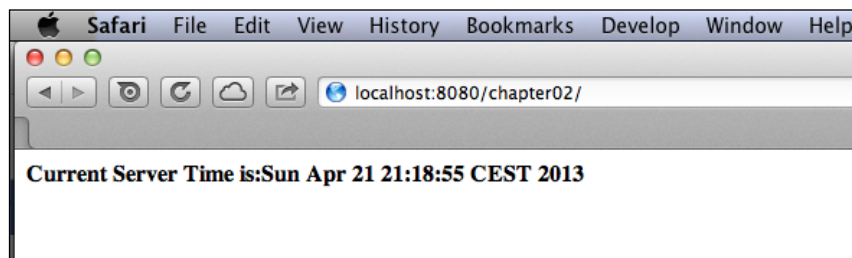 Safari File Edit View History Bookmarks Develop Window Help
localhost:8080/chapter02/
Current Server Time is:Sun Apr 21 21:18:55 CEST 2013